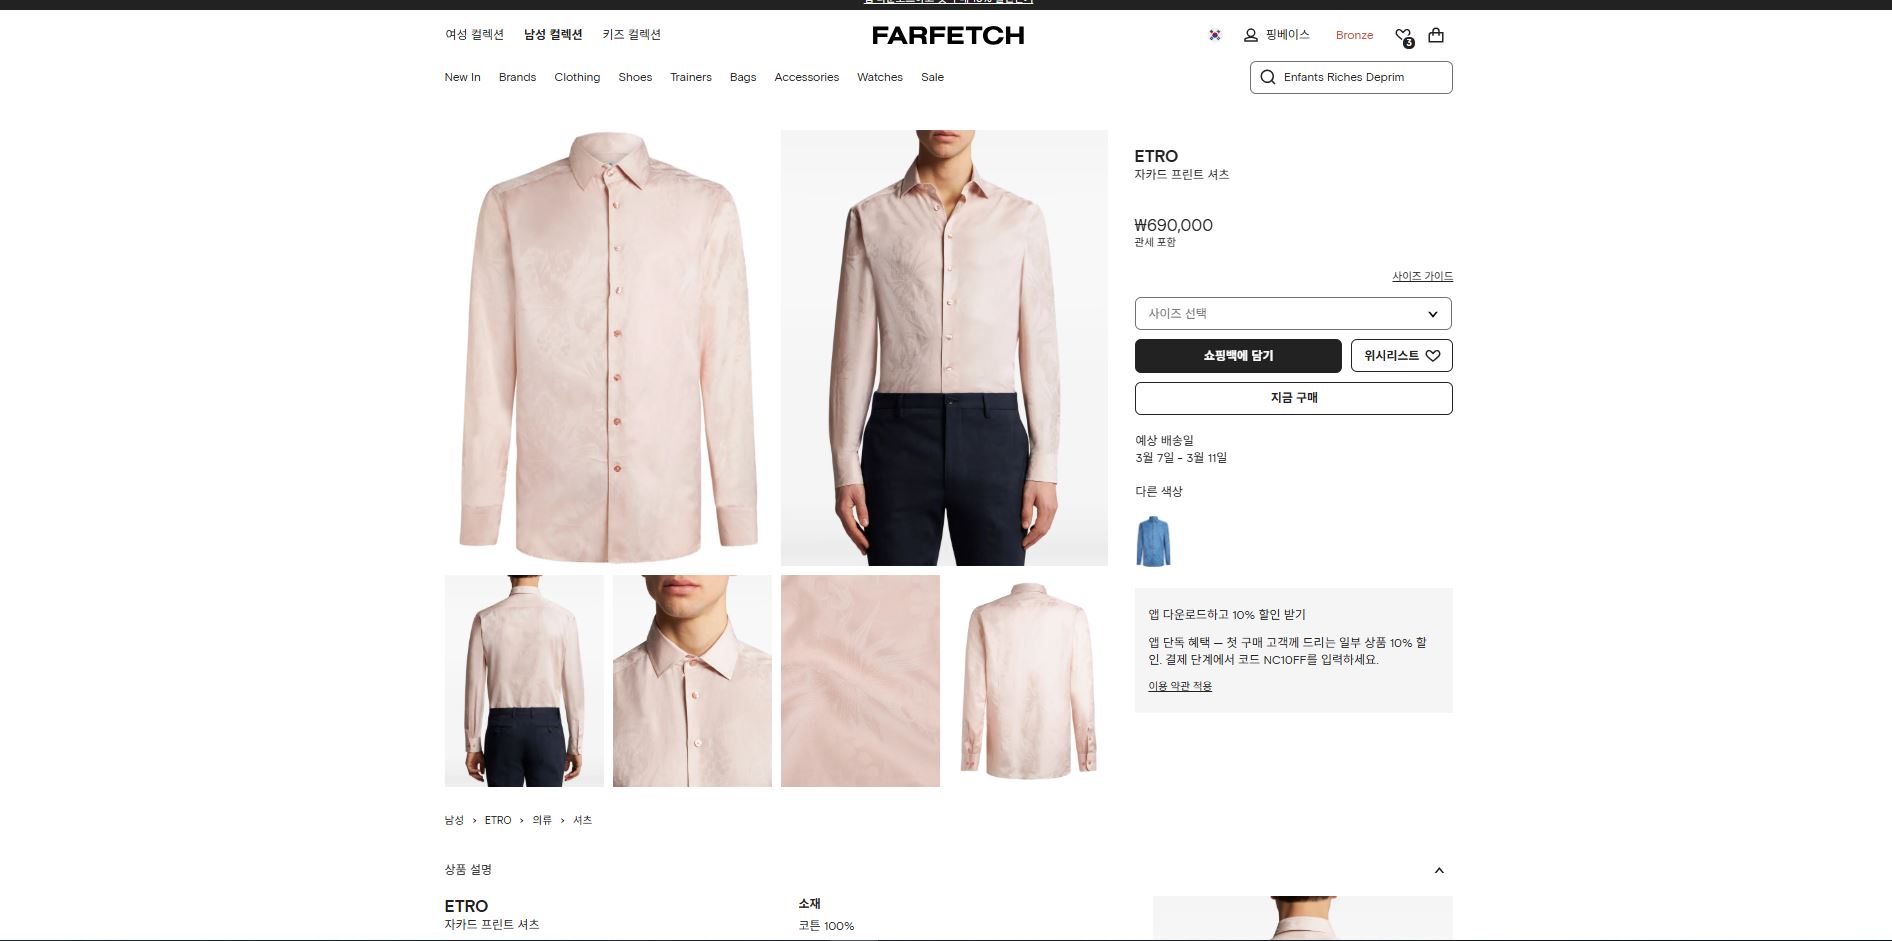 여성 컬렉션 남성 컬렉션 키즈 컬렉션
FARFETCH
핑베이스 Bronze 3
New In Brands Clothing Shoes Trainers Bags Accessories Watches Sale
Enfants Riches Deprim
ETRO
자카드 프린트 셔츠
₩690,000
관세 포함
사이즈 가이드
사이즈 선택
쇼핑백에 담기
위시리스트
지금 구매
예상 배송일
3월 7일 - 3월 11일
다른 색상
앱 다운로드하고 10% 할인 받기
앱 단독 혜택 — 첫 구매 고객께 드리는 일부 상품 10% 할
인. 결제 단계에서 코드 NC10FF를 입력하세요.
이용 약관 적용
남성 › ETRO › 의류 › 셔츠
상품 설명
ETRO
자카드 프린트 셔츠
소재
코튼 100%